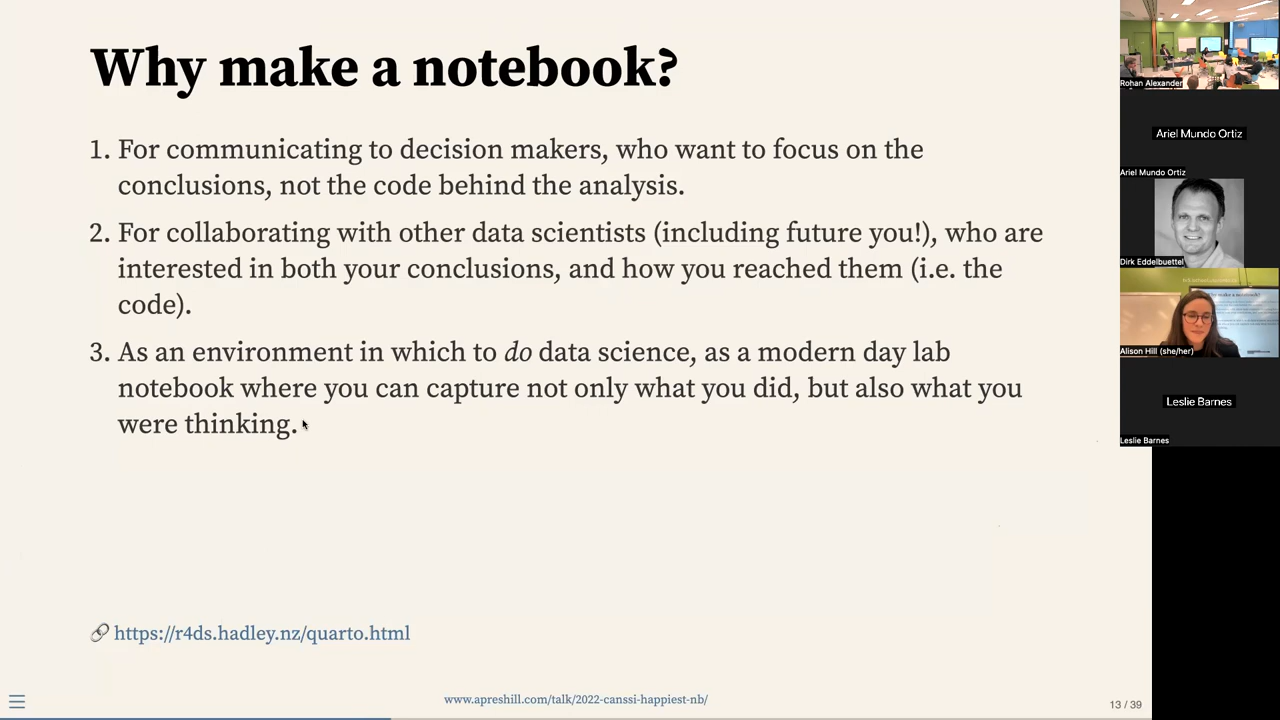 Why make a notebook?
1. For communicating to decision makers, who want to focus on the
conclusions, not the code behind the analysis.
2. For collaborating with other data scientists (including future you!), who are
interested in both your conclusions, and how you reached them (i.e. the
code).
3. As an environment in which to do data science, as a modern day lab
notebook where you can capture not only what you did, but also what you
were thinking.
https://r4ds.hadley.nz/quarto.html
www.apreshill.com/talk/2022-canssi-happiest-nb/
13 / 39
Rohan Alexander
Ariel Mundo Ortiz
Ariel Mundo Ortiz
Dirk Eddelbuettel
Alison Hill (she/her)
Leslie Barnes
Leslie Barnes